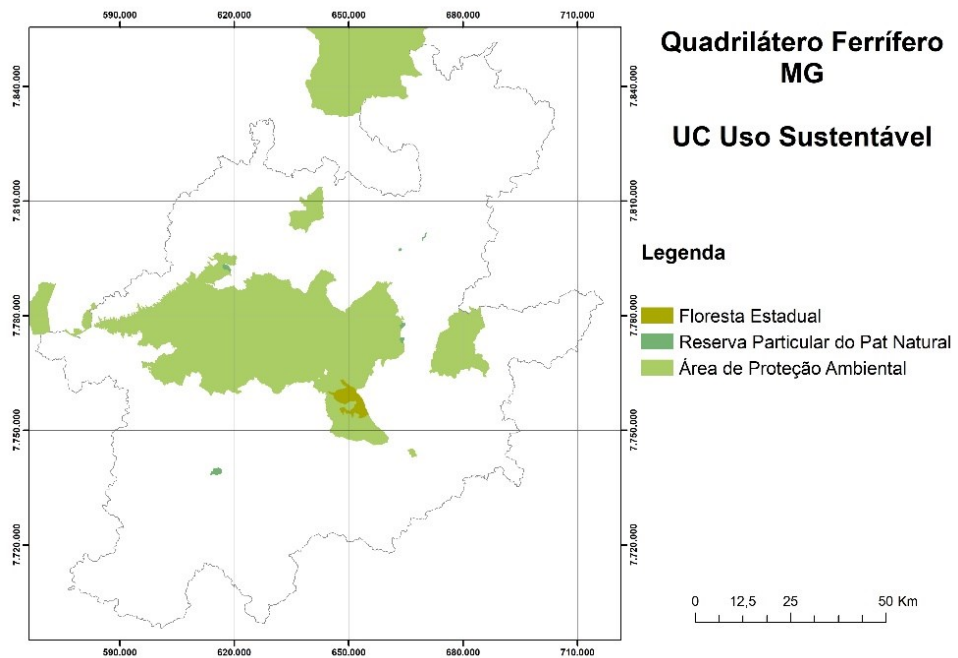 590.000 620.000 650.000 680.000 710.000
Quadrilátero Ferrífero
MG
UC Uso Sustentável
7.840.000 7.840.000
7.810.000 7.810.000
Legenda
7.780.000 7.780.000
Floresta Estadual
Reserva Particular do Pat Natural
Área de Proteção Ambiental
7.750.000 7.750.000
7.720.000 7.720.000
0 12,5 25 50 Km
590.000 620.000 650.000 680.000 710.000